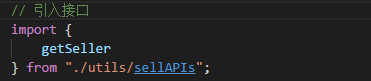 // 引入接口
import {
    getSeller
} from "./utils/sellAPIs";